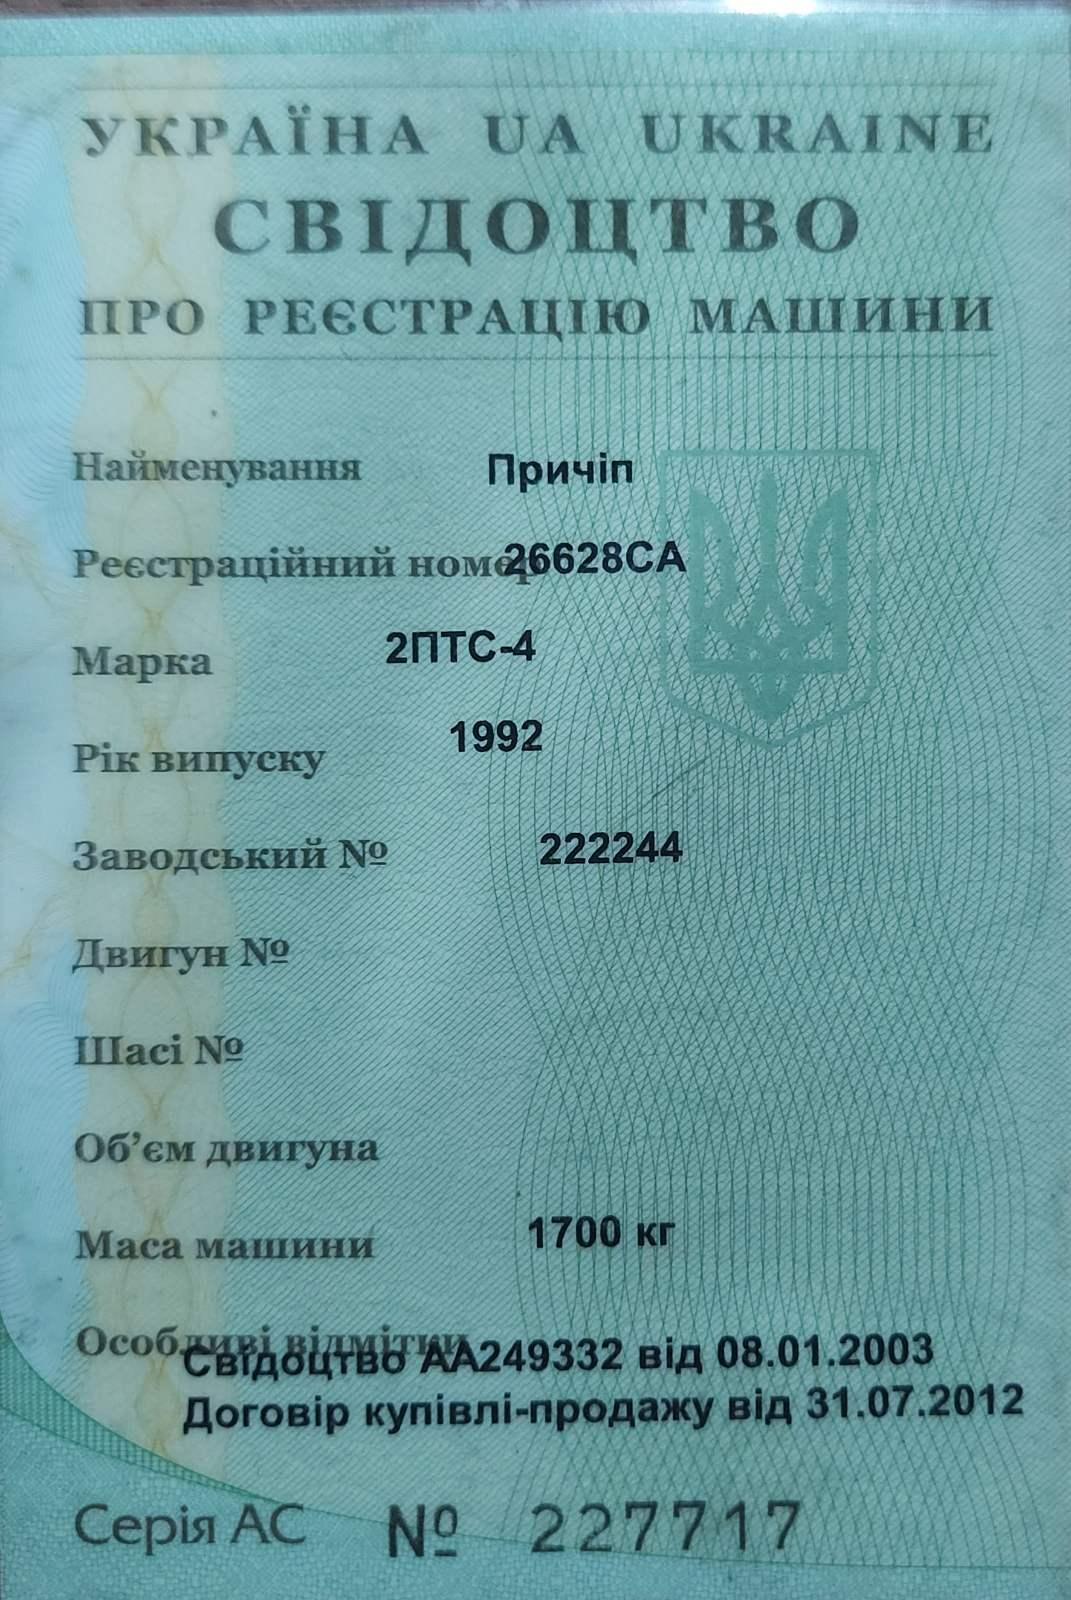 УКРАЇНА UA UKRAINE
СВІДОЦТВО
ПРО РЕЄСТРАЦІЮ МАШИНИ
Найменування Причіп
Реєстраційний номер 26628СА
Марка 2ПТС-4
Рік випуску 1992
Заводський № 222244
Двигун №
Шасі №
Об’єм двигуна
Маса машини 1700 кг
Особливі відмітки
Свідоцтво АА249332 від 08.01.2003
Договір купівлі-продажу від 31.07.2012
Серія АС № 227717